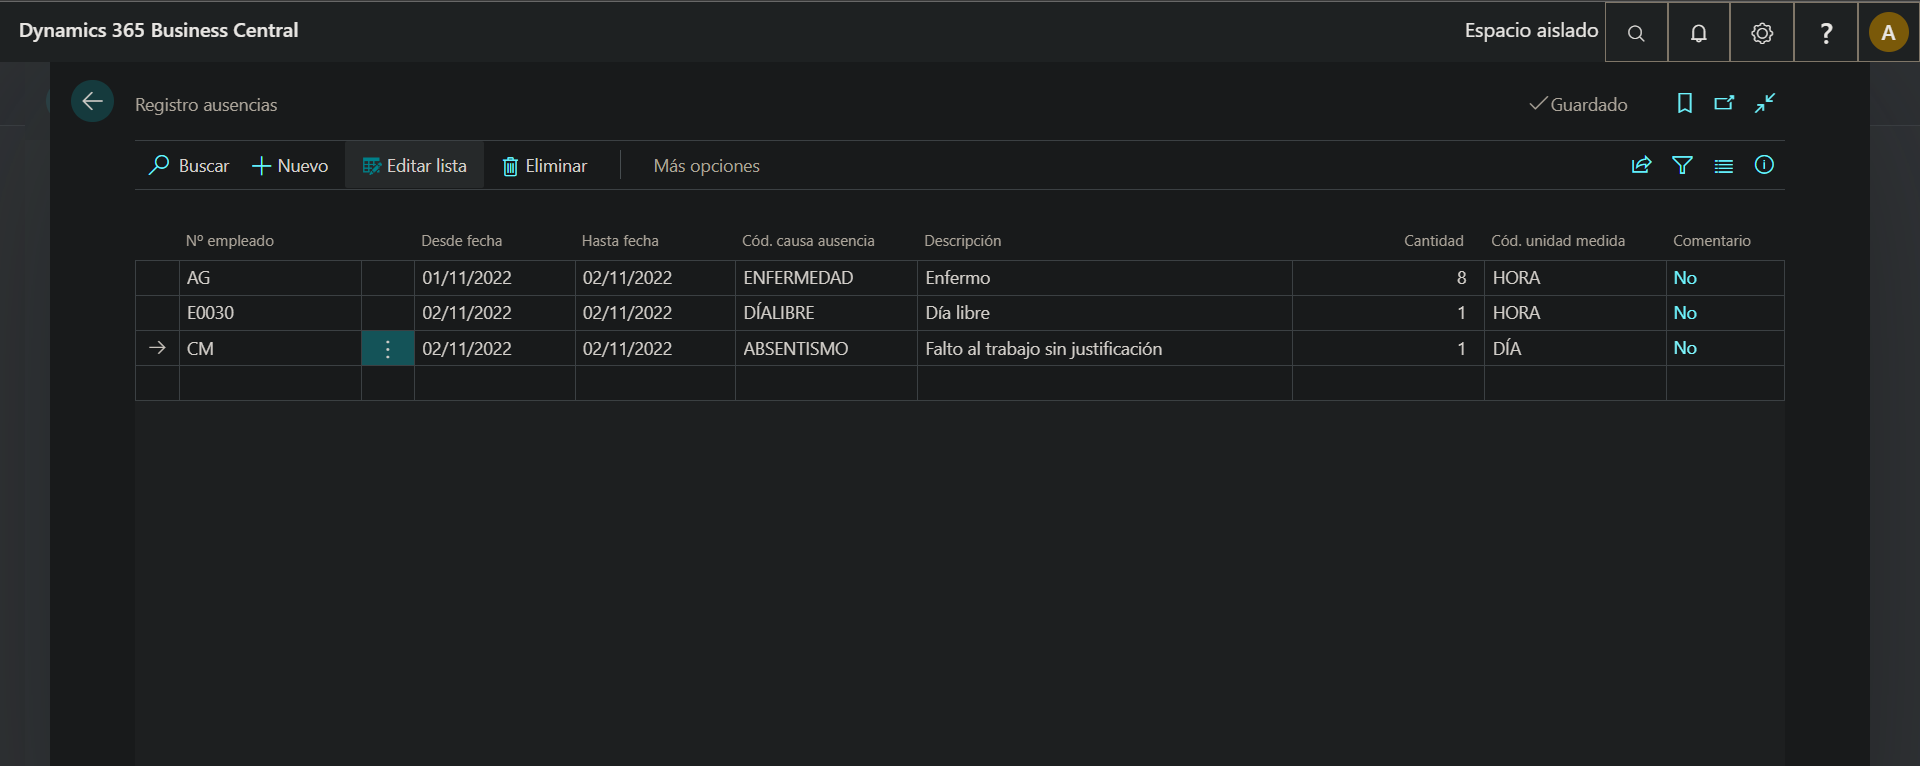 Dynamics 365 Business Central
Espacio aislado
?
A
Registro ausencias
Guardado
Buscar Nuevo Editar lista Eliminar Más opciones
Nº empleado Desde fecha Hasta fecha Cód. causa ausencia Descripción Cantidad Cód. unidad medida Comentario
AG 01/11/2022 02/11/2022 ENFERMEDAD Enfermo 8 HORA No
E0030 02/11/2022 02/11/2022 DÍALIBRE Día libre 1 HORA No
CM 02/11/2022 02/11/2022 ABSENTISMO Falto al trabajo sin justificación 1 DÍA No